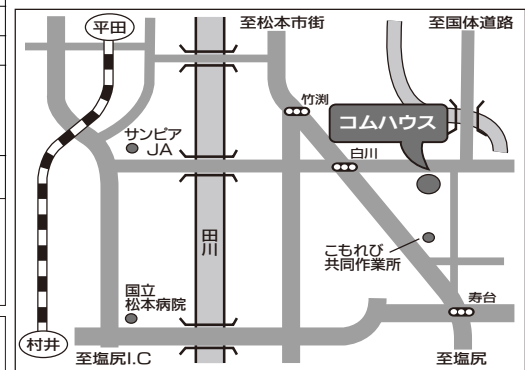 平田
至松本市街
至国体道路
竹渕
コムハウス
サンピア
JA
白川
田川
こもれび
共同作業所
国立
松本病院
寿台
村井
至塩尻I.C
至塩尻